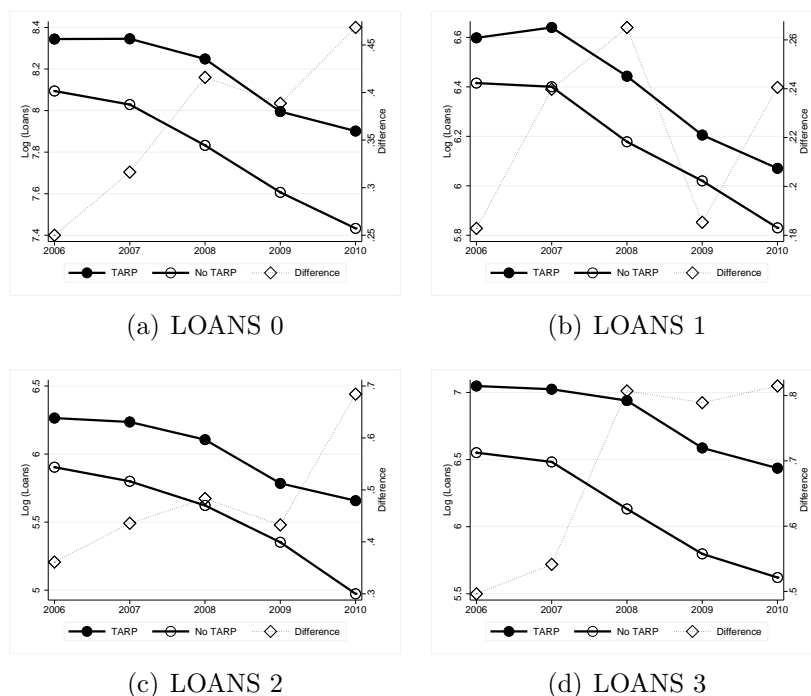 8.4
8.2
8
7.8
7.6
7.4
Log (Loans)
.45
.4
.35
.3
.25
Difference
2006 2007 2008 2009 2010
TARP No TARP Difference
(a) LOANS 0
6.6
6.4
6.2
6
5.8
Log (Loans)
.26
.24
.22
.2
.18
Difference
2006 2007 2008 2009 2010
TARP No TARP Difference
(b) LOANS 1
6.5
6
5.5
5
Log (Loans)
.7
.6
.5
.4
.3
Difference
2006 2007 2008 2009 2010
TARP No TARP Difference
(c) LOANS 2
7
6.5
6
5.5
Log (Loans)
.8
.7
.6
.5
Difference
2006 2007 2008 2009 2010
TARP No TARP Difference
(d) LOANS 3